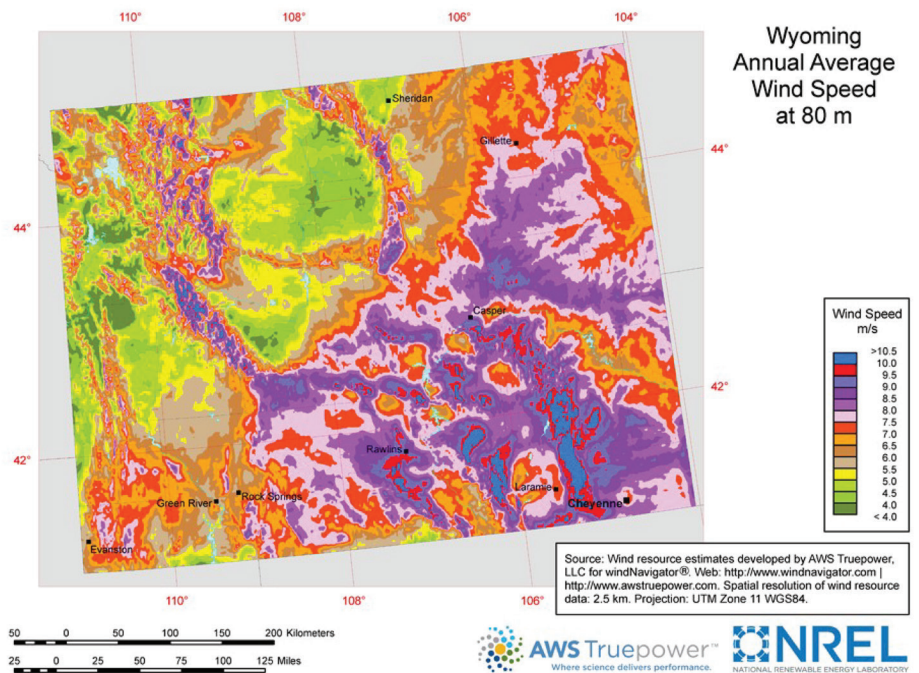 Wyoming
Annual Average
Wind Speed
at 80 m
110°
108°
106°
104°
Sheridan
Gillette
44°
44°
Casper
42°
42°
Rawlins
Green River
Rock Springs
Laramie
Cheyenne
Evanston
110°
108°
106°
Wind Speed
m/s
>10.5
10.0
9.5
9.0
8.5
8.0
7.5
7.0
6.5
6.0
5.5
5.0
4.5
4.0
< 4.0
Source: Wind resource estimates developed by AWS Truepower,
LLC for windNavigator®. Web: http://www.windnavigator.com |
http://www.awstruepower.com. Spatial resolution of wind resource
data: 2.5 km. Projection: UTM Zone 11 WGS84.
50 0 50 100 150 200 Kilometers
25 0 25 50 75 100 125 Miles
AWS Truepower™
Where science delivers performance.
NREL
NATIONAL RENEWABLE ENERGY LABORATORY